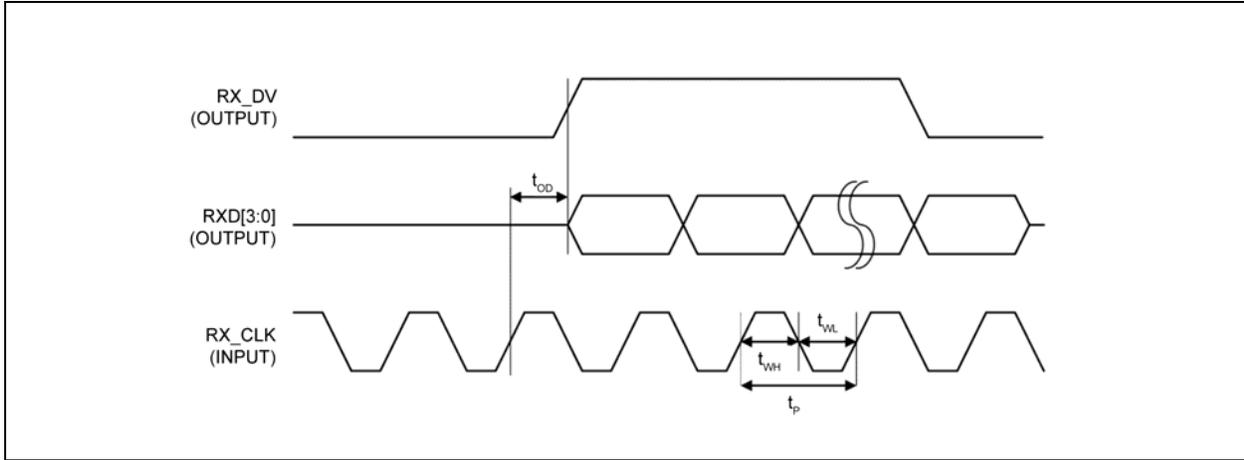 RX_DV
(OUTPUT)
t_OD
RXD[3:0]
(OUTPUT)
RX_CLK
(INPUT)
t_WL
t_WH
t_P